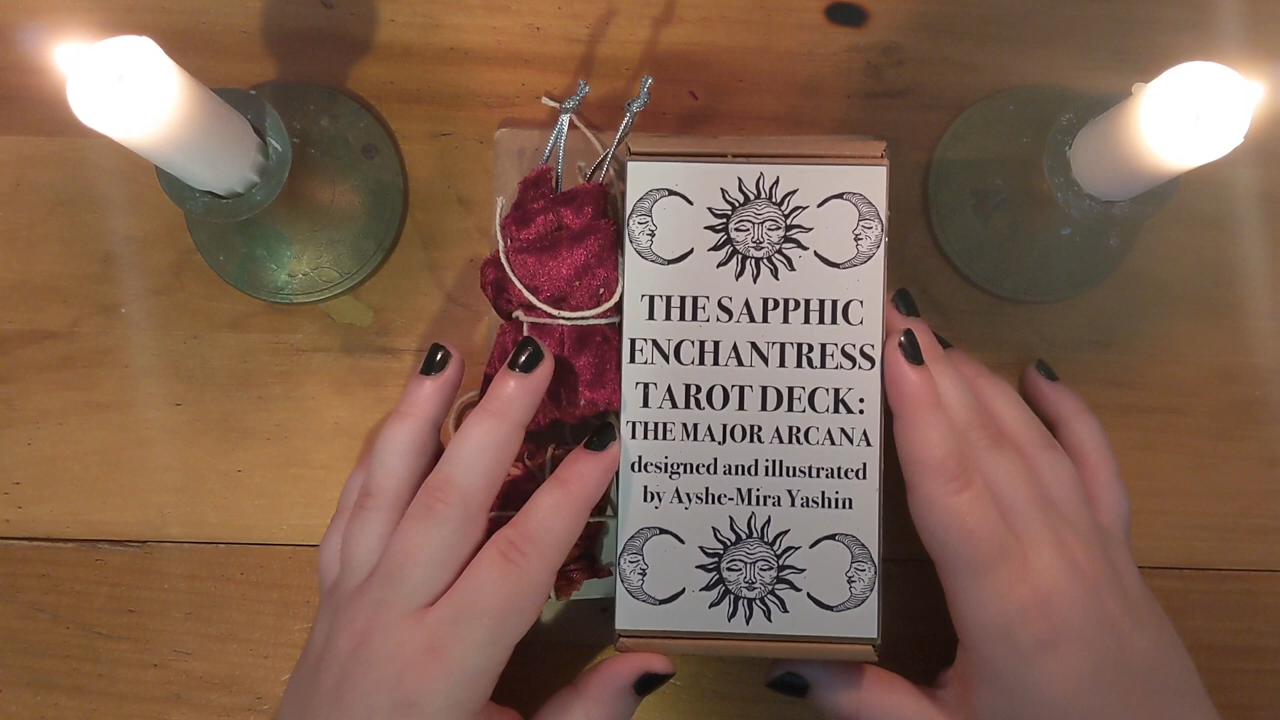 THE SAPPHIC
ENCHANTRESS
TAROT DECK:
THE MAJOR ARCANA
designed and illustrated
by Ayshe-Mira Yashin